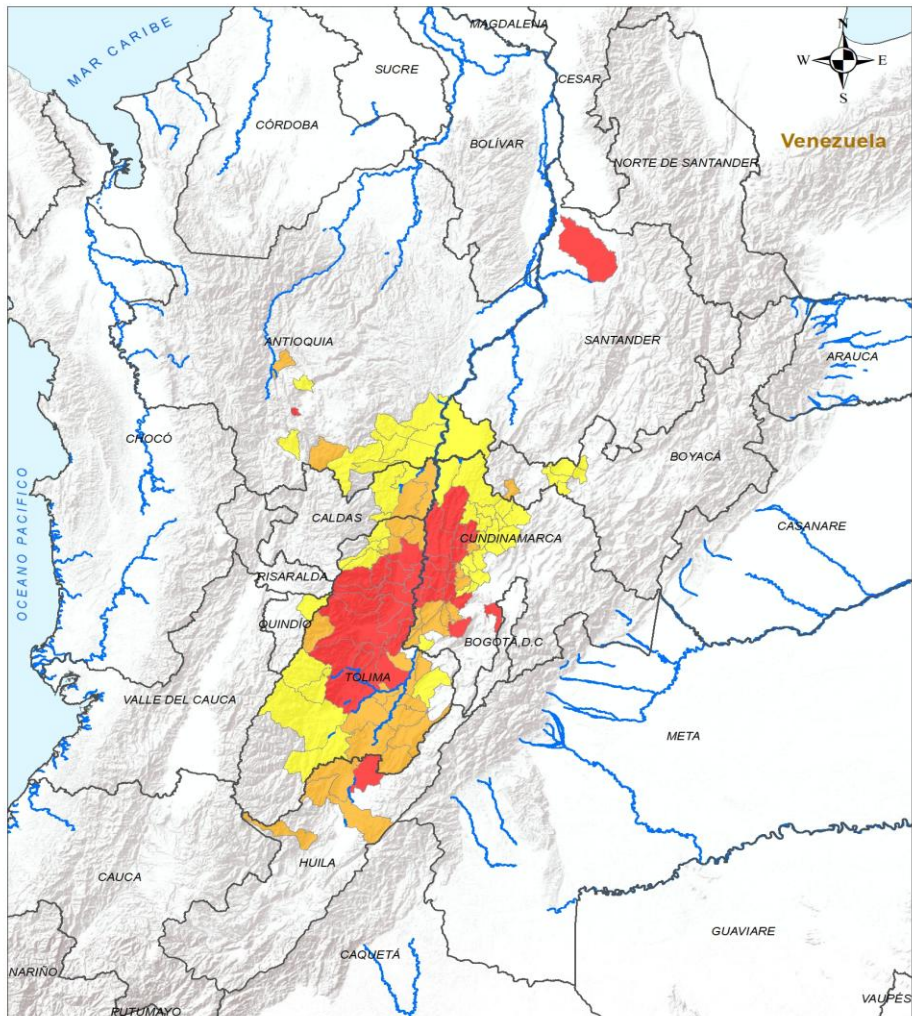 MAGDALENA
N
MAR CARIBE
W
E
SUCRE
CESAR
S
CÓRDOBA
BOLÍVAR
Venezuela
NORTE DE SANTANDER
ANTIOQUIA
SANTANDER
ARAUCA
CHOCÓ
BOYACÁ
CALDAS
CASANARE
CUNDINAMARCA
OCEANO PACIFICO
RISARALDA
QUINDÍO
BOGOTÁ, D.C
TOLIMA
VALLE DEL CAUCA
META
HUILA
CAUCA
GUAVIARE
CAQUETÁ
NARIÑO
VAUPÉS
PUTUMAYO